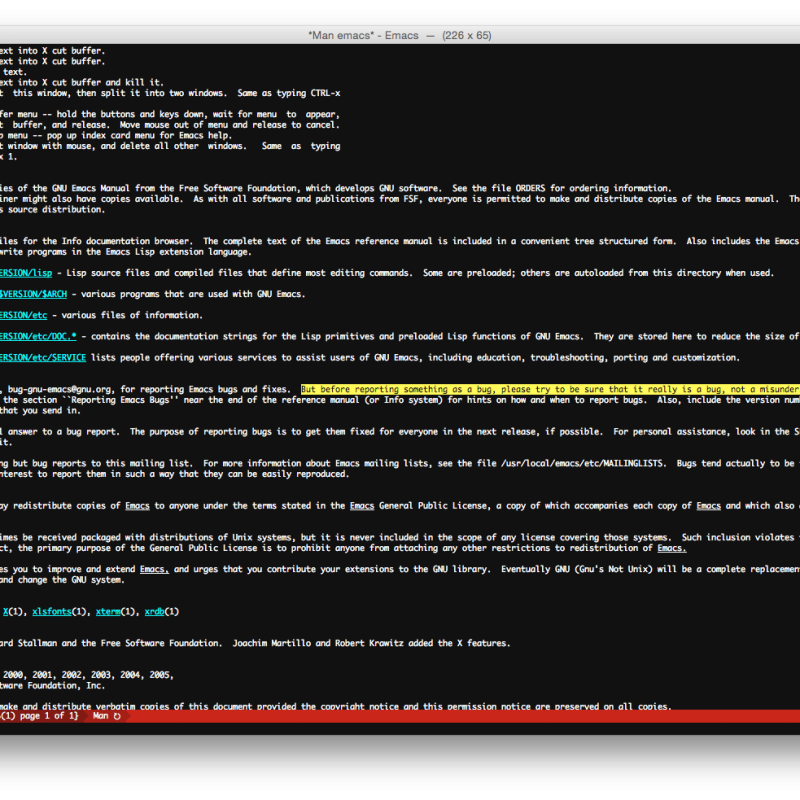 *Man emacs* - Emacs — (226 x 65)
ext into X cut buffer.
ext into X cut buffer.
text.
ext into X cut buffer and kill it.
t this window, then split it into two windows. Same as typing CTRL-x
fer menu -- hold the buttons and keys down, wait for menu to appear,
t buffer, and release. Move mouse out of menu and release to cancel.
p menu -- pop up index card menu for Emacs help.
t window with mouse, and delete all other windows. Same as typing
x 1.
ies of the GNU Emacs Manual from the Free Software Foundation, which develops GNU software. See the file ORDERS for ordering information.
iner might also have copies available. As with all software and publications from FSF, everyone is permitted to make and distribute copies of the Emacs manual. Th
s source distribution.
iles for the Info documentation browser. The complete text of the Emacs reference manual is included in a convenient tree structured form. Also includes the Emacs
write programs in the Emacs Lisp extension language.
ERSION/lisp - Lisp source files and compiled files that define most editing commands. Some are preloaded; others are autoloaded from this directory when used.
$VERSION/$ARCH - various programs that are used with GNU Emacs.
ERSION/etc - various files of information.
ERSION/etc/DOC.* - contains the documentation strings for the Lisp primitives and preloaded Lisp functions of GNU Emacs. They are stored here to reduce the size of
ERSION/etc/SERVICE lists people offering various services to assist users of GNU Emacs, including education, troubleshooting, porting and customization.
, bug-gnu-emacs@gnu.org, for reporting Emacs bugs and fixes. But before reporting something as a bug, please try to be sure that it really is a bug, not a misunder
the section ``Reporting Emacs Bugs'' near the end of the reference manual (or Info system) for hints on how and when to report bugs. Also, include the version num
that you send in.
l answer to a bug report. The purpose of reporting bugs is to get them fixed for everyone in the next release, if possible. For personal assistance, look in the S
it.
ng but bug reports to this mailing list. For more information about Emacs mailing lists, see the file /usr/local/emacs/etc/MAILINGLISTS. Bugs tend actually to be
nterest to report them in such a way that they can be easily reproduced.
ay redistribute copies of Emacs to anyone under the terms stated in the Emacs General Public License, a copy of which accompanies each copy of Emacs and which also
imes be received packaged with distributions of Unix systems, but it is never included in the scope of any license covering those systems. Such inclusion violates
ct, the primary purpose of the General Public License is to prohibit anyone from attaching any other restrictions to redistribution of Emacs.
es you to improve and extend Emacs, and urges that you contribute your extensions to the GNU library. Eventually GNU (Gnu's Not Unix) will be a complete replacemen
and change the GNU system.
X(1), xlsfonts(1), xterm(1), xrdb(1)
ard Stallman and the Free Software Foundation. Joachim Martillo and Robert Krawitz added the X features.
2000, 2001, 2002, 2003, 2004, 2005,
tware Foundation, Inc.
make and distribute verbatim copies of this document provided the copyright notice and this permission notice are preserved on all copies.
(1) page 1 of 1} Man ↻